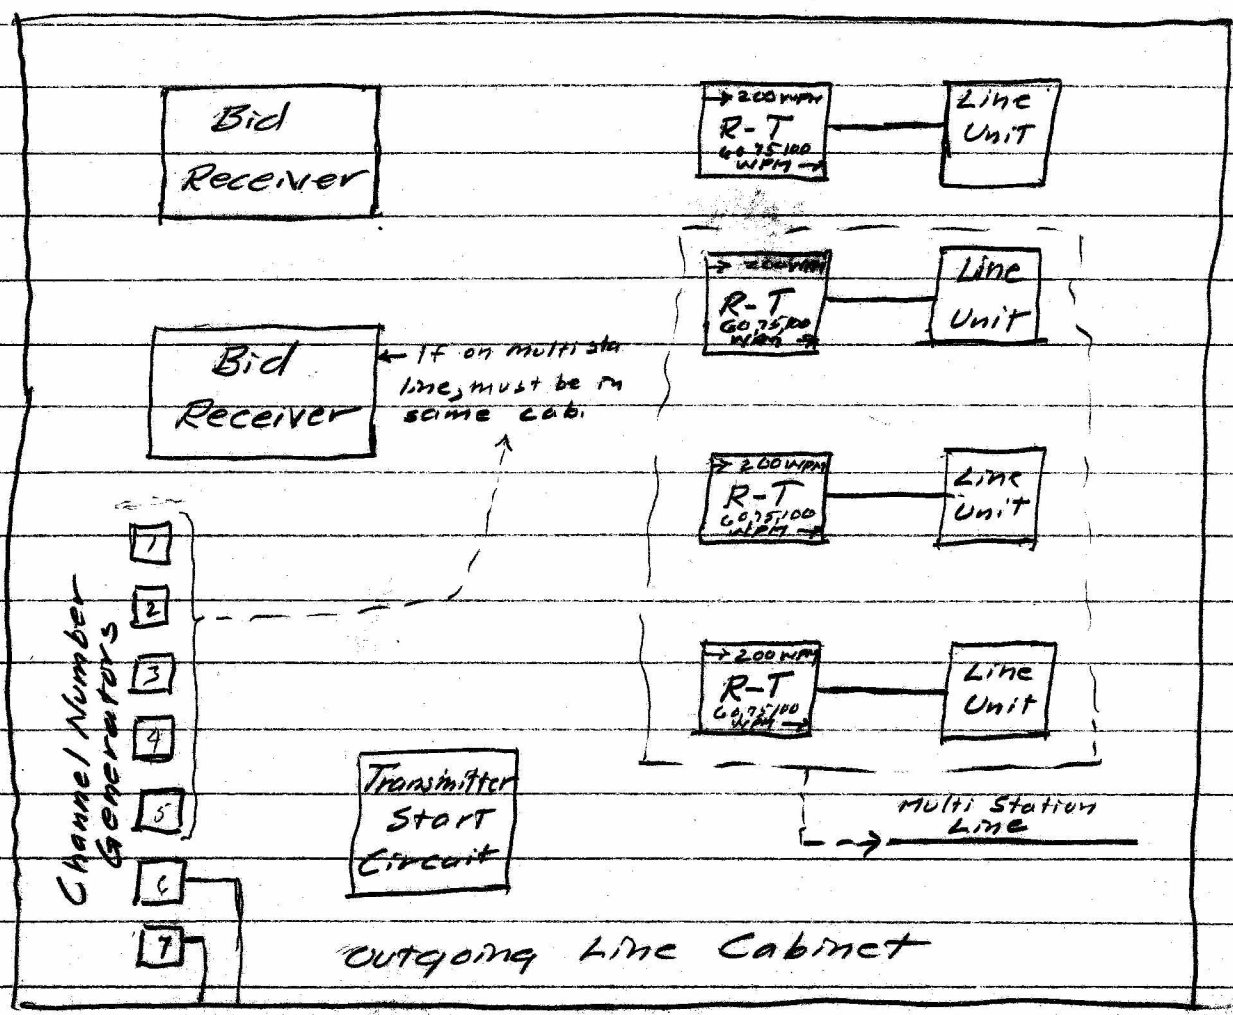 Bid
Receiver
→ 200 WPM
R-T
60,75,100
WPM →
Line
Unit
→ 200 WPM
R-T
60,75,100
WPM →
Line
Unit
Bid
Receiver
← If on multi sta
line, must be in
same cab.
→ 200 WPM
R-T
60,75,100
WPM →
Line
Unit
Channel Number
Generators
1
2
3
4
5
6
7
→ 200 WPM
R-T
60,75,100
WPM →
Line
Unit
Transmitter
Start
Circuit
Multi Station
Line
Outgoing Line Cabinet